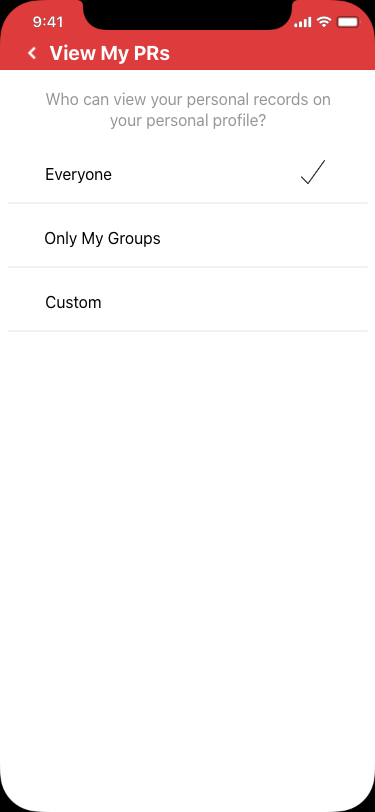 9:41
View My PRs
Who can view your personal records on
your personal profile?
Everyone
Only My Groups
Custom